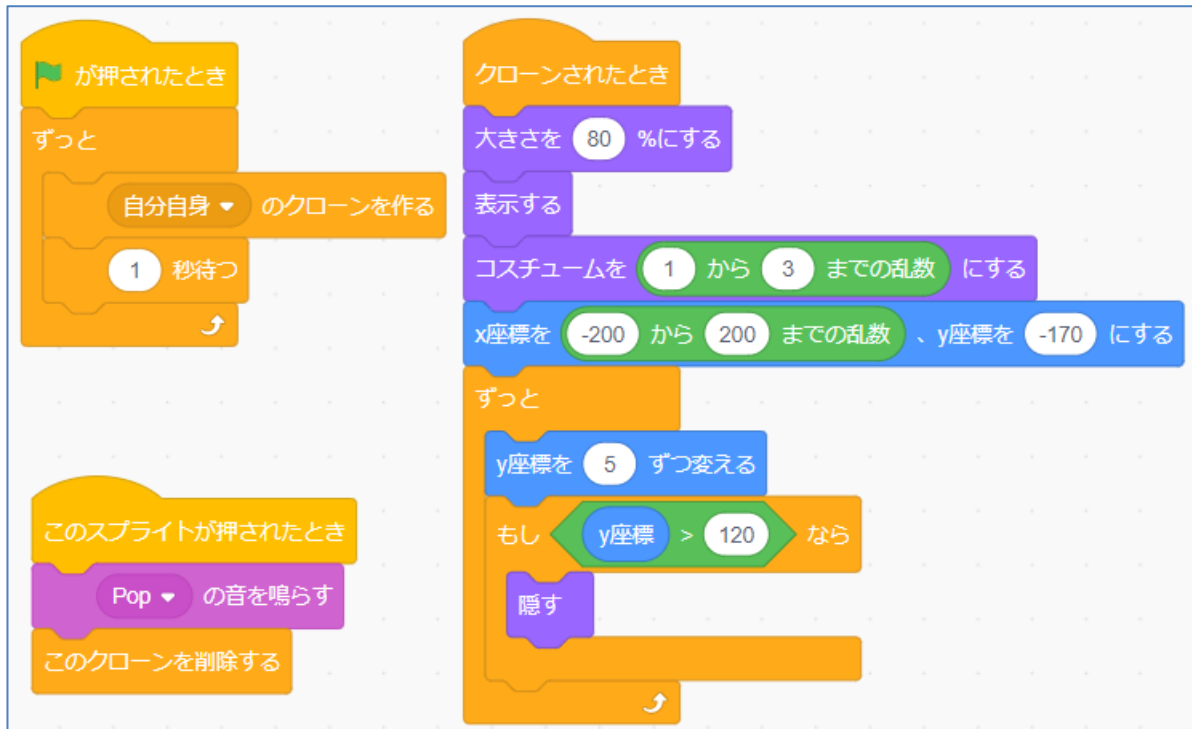 が押されたとき
ずっと
自分自身 のクローンを作る
1 秒待つ
このスプライトが押されたとき
Pop の音を鳴らす
このクローンを削除する
クローンされたとき
大きさを 80 %にする
表示する
コスチュームを 1 から 3 までの乱数 にする
x座標を -200 から 200 までの乱数 、y座標を -170 にする
ずっと
y座標を 5 ずつ変える
もし y座標 > 120 なら
隠す